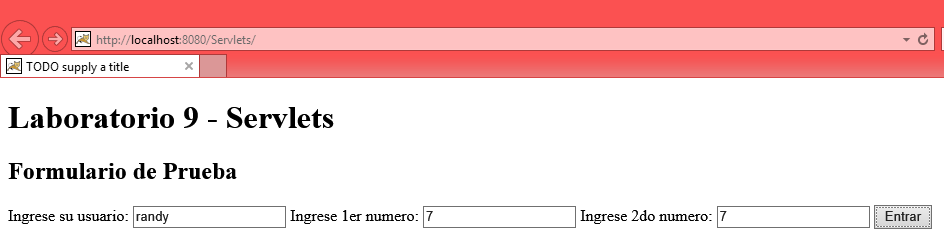 http://localhost:8080/Servlets/
TODO supply a title
Laboratorio 9 - Servlets
Formulario de Prueba
Ingrese su usuario: randy Ingrese 1er numero: 7 Ingrese 2do numero: 7 Entrar